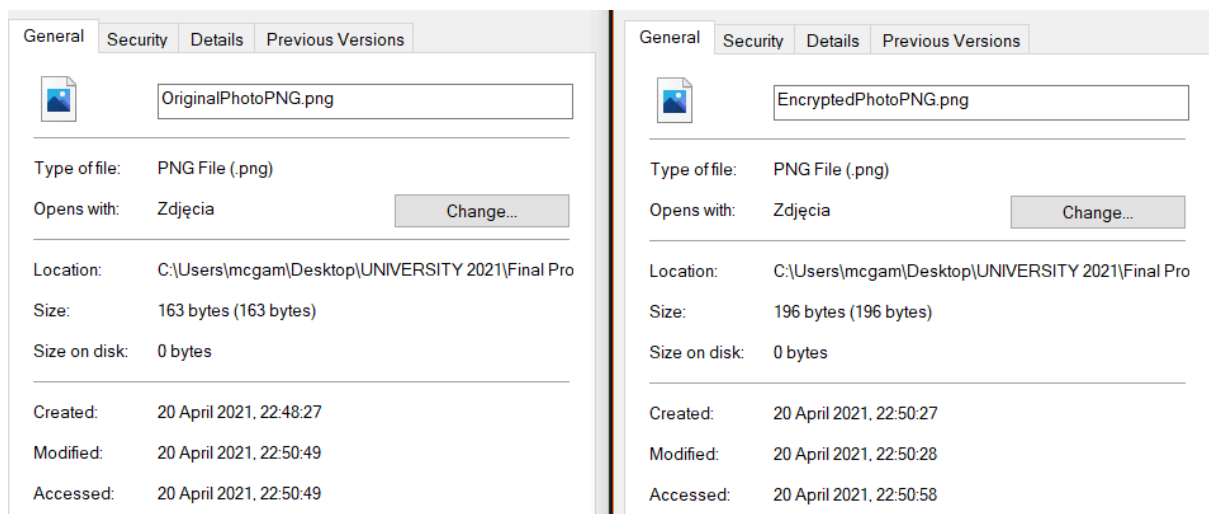 General Security Details Previous Versions
OriginalPhotoPNG.png
Type of file: PNG File (.png)
Opens with: Zdjęcia Change...
Location: C:\Users\mcgam\Desktop\UNIVERSITY 2021\Final Pro
Size: 163 bytes (163 bytes)
Size on disk: 0 bytes
Created: 20 April 2021, 22:48:27
Modified: 20 April 2021, 22:50:49
Accessed: 20 April 2021, 22:50:49
General Security Details Previous Versions
EncryptedPhotoPNG.png
Type of file: PNG File (.png)
Opens with: Zdjęcia Change...
Location: C:\Users\mcgam\Desktop\UNIVERSITY 2021\Final Pro
Size: 196 bytes (196 bytes)
Size on disk: 0 bytes
Created: 20 April 2021, 22:50:27
Modified: 20 April 2021, 22:50:28
Accessed: 20 April 2021, 22:50:58